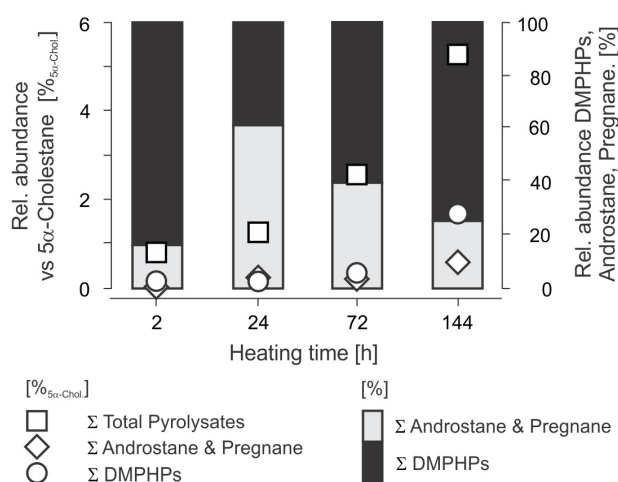 Rel. abundance
vs 5α-Cholestane [%5α-Chol.]
6
4
2
0
100
80
60
40
20
0
Rel. abundance DMPHPs,
Androstane, Pregnane. [%]
2 24 72 144
Heating time [h]
[%5α-Chol.]
Σ Total Pyrolysates
Σ Androstane & Pregnane
Σ DMPHPs
[%]
Σ Androstane & Pregnane
Σ DMPHPs